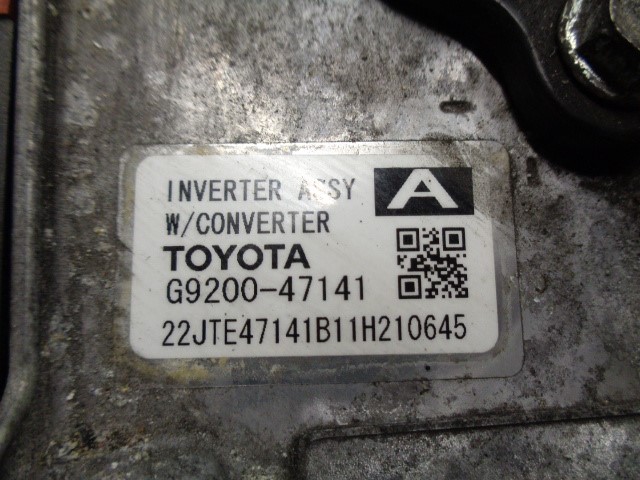 INVERTER ASSY
A
W/CONVERTER
TOYOTA
G9200-47141
22JTE47141B11H210645